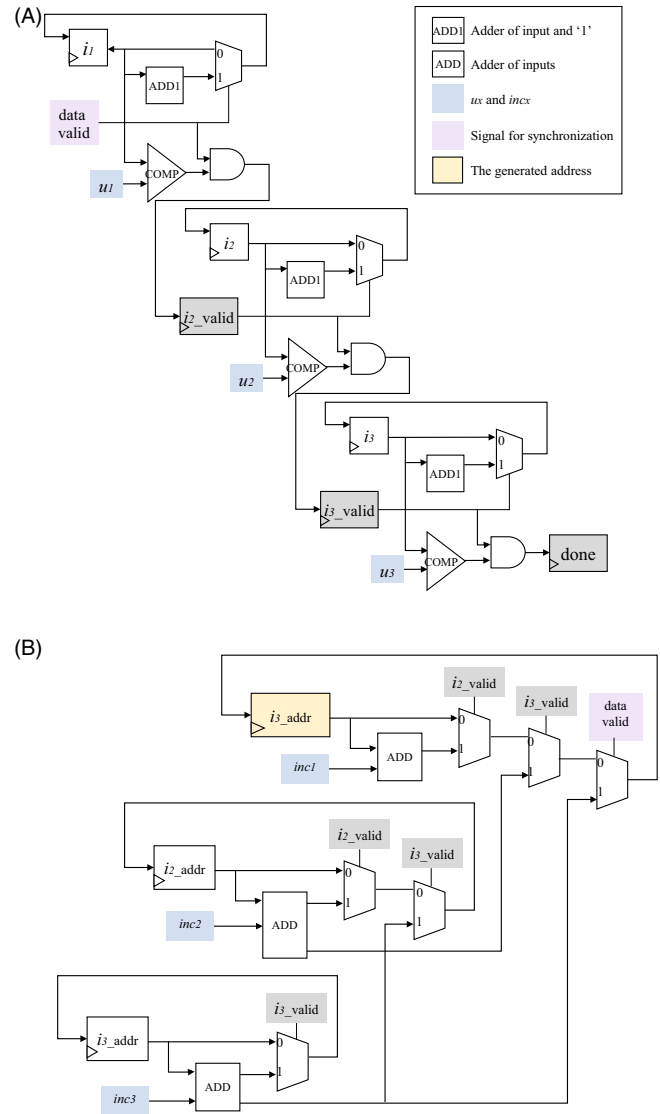 (A)
i1
0
1
ADD1
data
valid
COMP
u1
ADD1 Adder of input and ‘1’
ADD Adder of inputs
ux and incx
Signal for synchronization
The generated address
i2
0
1
ADD1
i2_valid
COMP
u2
i3
0
1
ADD1
i3_valid
COMP
u3
done
(B)
i2_valid
i3_valid
data
valid
i3_addr
0
1
0
1
0
1
ADD
inc1
i2_valid
i3_valid
i2_addr
0
1
0
1
ADD
inc2
i3_valid
i3_addr
0
1
ADD
inc3